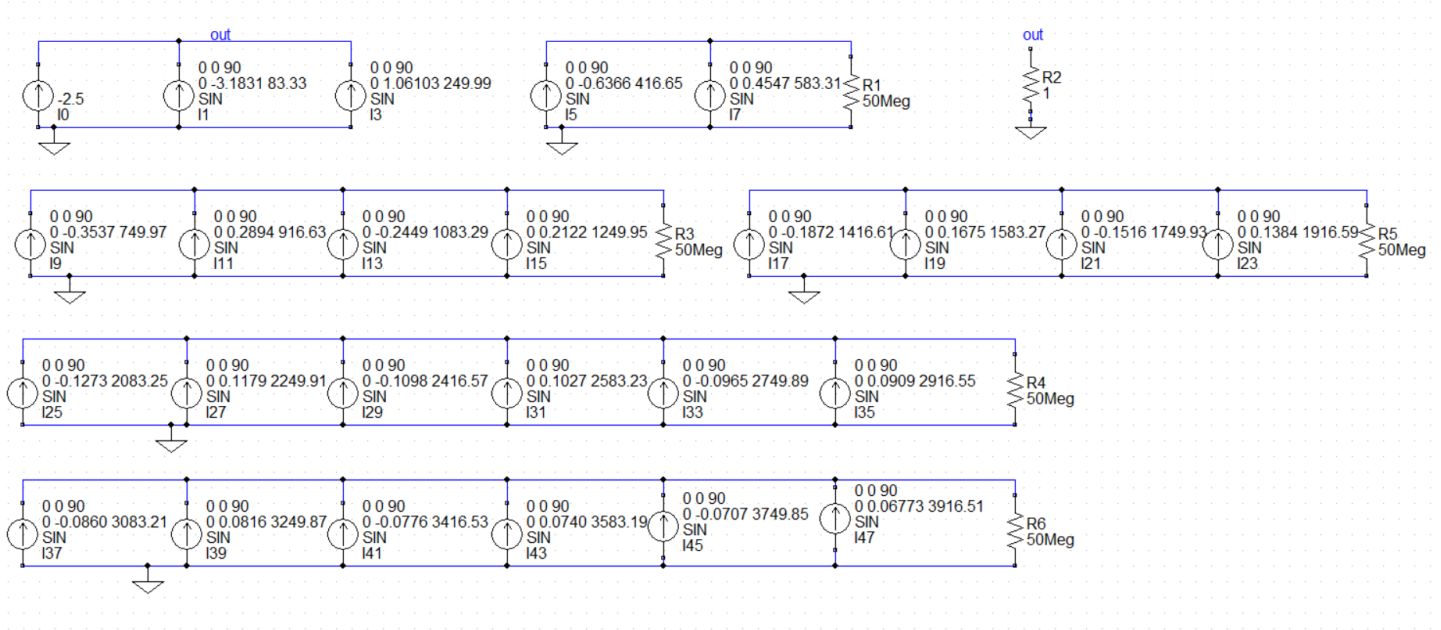 out
-2.5
I0
0 0 90
0 -3.1831 83.33
SIN
I1
0 0 90
0 1.06103 249.99
SIN
I3
0 0 90
0 -0.6366 416.65
SIN
I5
0 0 90
0 0.4547 583.31
SIN
I7
R1
50Meg
out
R2
1
0 0 90
0 -0.3537 749.97
SIN
I9
0 0 90
0 0.2894 916.63
SIN
I11
0 0 90
0 -0.2449 1083.29
SIN
I13
0 0 90
0 0.2122 1249.95
SIN
I15
R3
50Meg
0 0 90
0 -0.1872 1416.61
SIN
I17
0 0 90
0 0.1675 1583.27
SIN
I19
0 0 90
0 -0.1516 1749.93
SIN
I21
0 0 90
0 0.1384 1916.59
SIN
I23
R5
50Meg
0 0 90
0 -0.1273 2083.25
SIN
I25
0 0 90
0 0.1179 2249.91
SIN
I27
0 0 90
0 -0.1098 2416.57
SIN
I29
0 0 90
0 0.1027 2583.23
SIN
I31
0 0 90
0 -0.0965 2749.89
SIN
I33
0 0 90
0 0.0909 2916.55
SIN
I35
R4
50Meg
0 0 90
0 -0.0860 3083.21
SIN
I37
0 0 90
0 0.0816 3249.87
SIN
I39
0 0 90
0 -0.0776 3416.53
SIN
I41
0 0 90
0 0.0740 3583.19
SIN
I43
0 0 90
0 -0.0707 3749.85
SIN
I45
0 0 90
0 0.06773 3916.51
SIN
I47
R6
50Meg